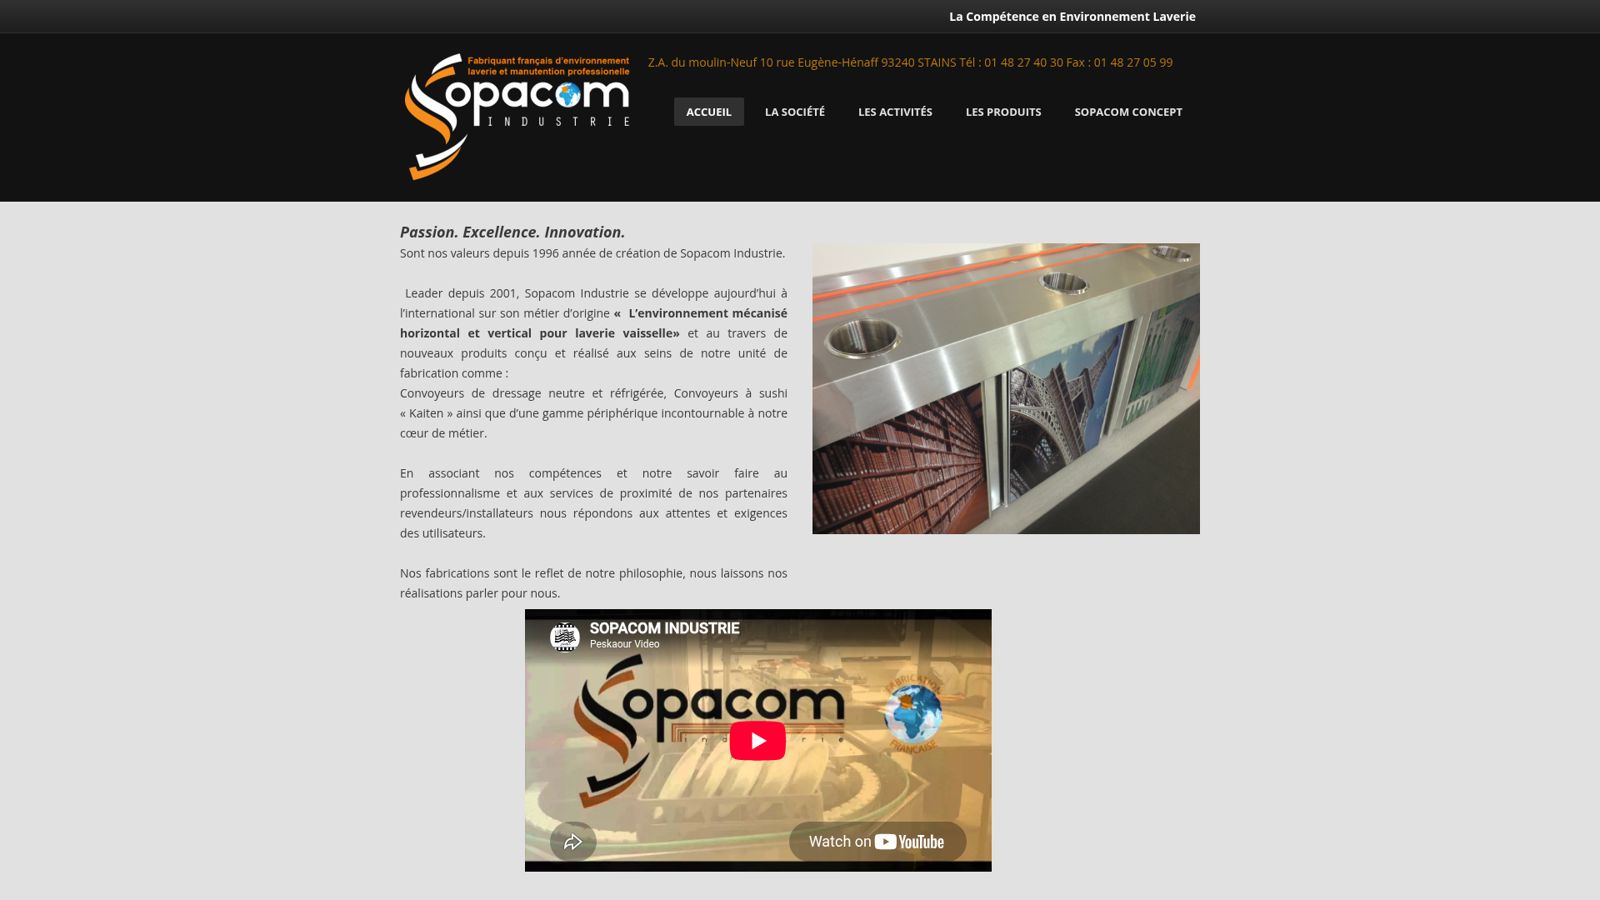 La Compétence en Environnement Laverie
Fabriquant français d'environnement
laverie et manutention professionelle
Sopacom
INDUSTRIE
Z.A. du moulin-Neuf 10 rue Eugène-Hénaff 93240 STAINS Tél : 01 48 27 40 30 Fax : 01 48 27 05 99
ACCUEIL LA SOCIÉTÉ LES ACTIVITÉS LES PRODUITS SOPACOM CONCEPT
Passion. Excellence. Innovation.
Sont nos valeurs depuis 1996 année de création de Sopacom Industrie.
Leader depuis 2001, Sopacom Industrie se développe aujourd'hui à
l'international sur son métier d'origine « L'environnement mécanisé
horizontal et vertical pour laverie vaisselle» et au travers de
nouveaux produits conçu et réalisé aux seins de notre unité de
fabrication comme :
Convoyeurs de dressage neutre et réfrigérée, Convoyeurs à sushi
« Kaiten » ainsi que d'une gamme périphérique incontournable à notre
cœur de métier.
En associant nos compétences et notre savoir faire au
professionnalisme et aux services de proximité de nos partenaires
revendeurs/installateurs nous répondons aux attentes et exigences
des utilisateurs.
Nos fabrications sont le reflet de notre philosophie, nous laissons nos
réalisations parler pour nous.
SOPACOM INDUSTRIE
Peskaour Video
Sopacom
industrie
FABRICATION
FRANÇAISE
Watch on YouTube